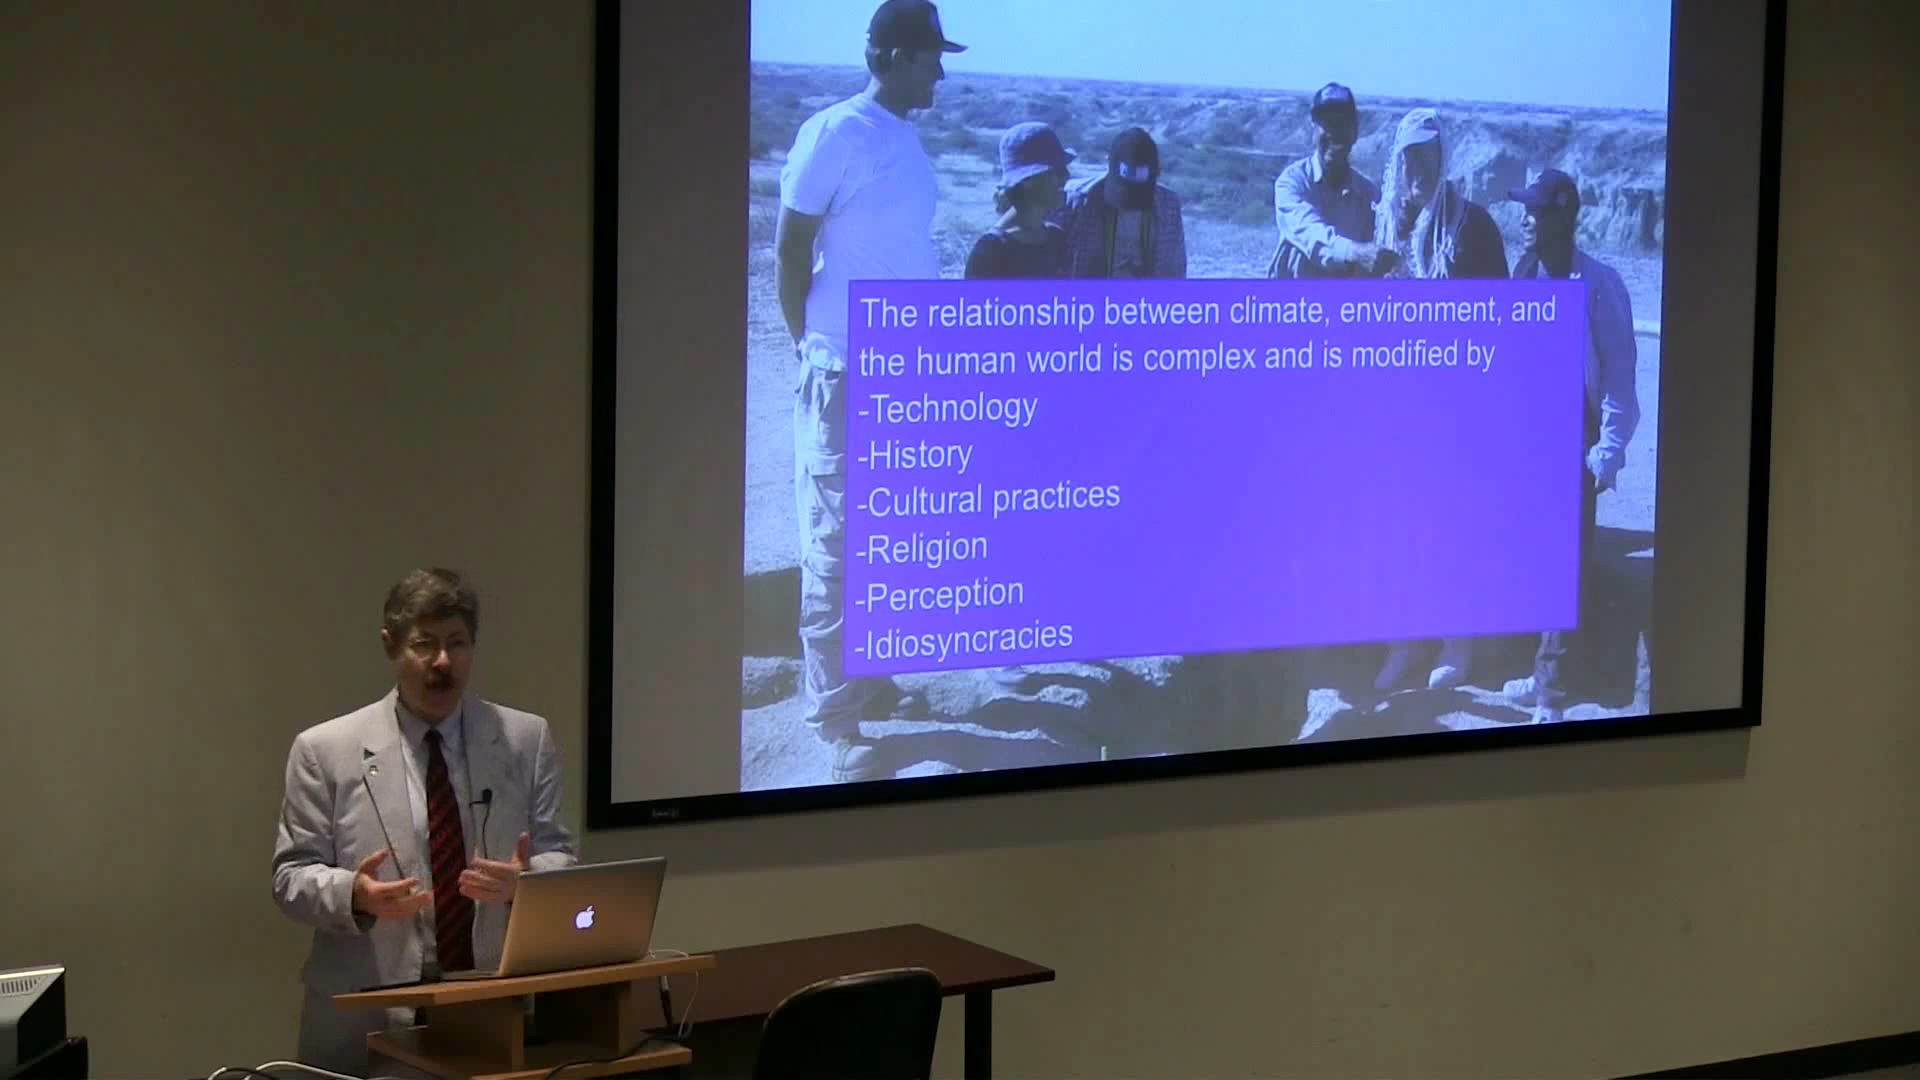 The relationship between climate, environment, and
the human world is complex and is modified by
-Technology
-History
-Cultural practices
-Religion
-Perception
-Idiosyncracies